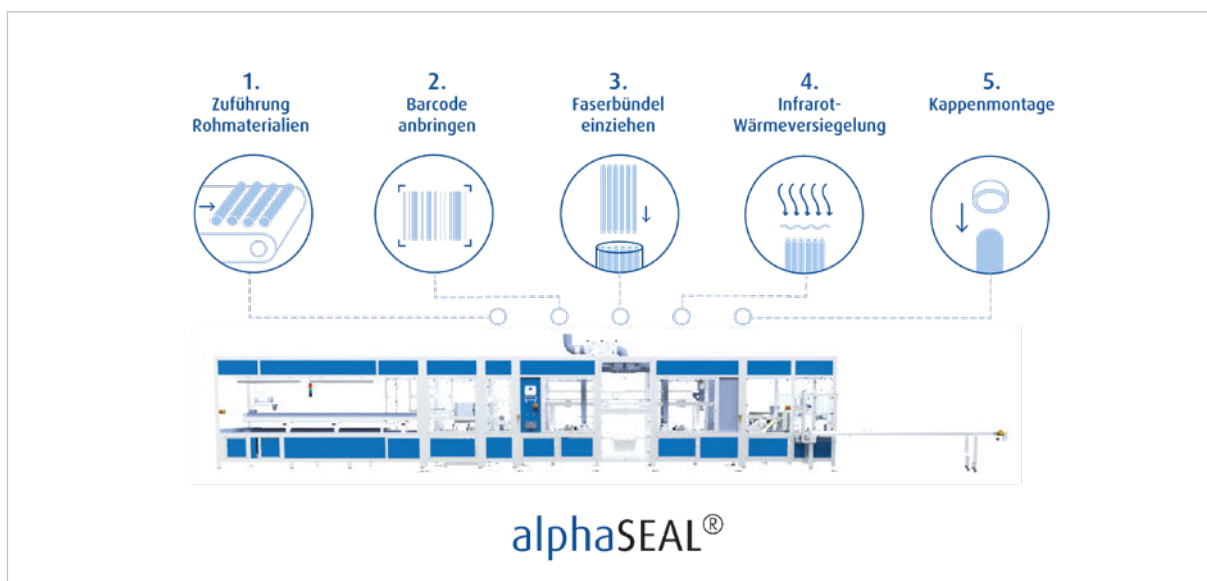 1.
Zuführung
Rohmaterialien
2.
Barcode
anbringen
3.
Faserbündel
einziehen
4.
Infrarot-
Wärmeversiegelung
5.
Kappenmontage
alphaSEAL®